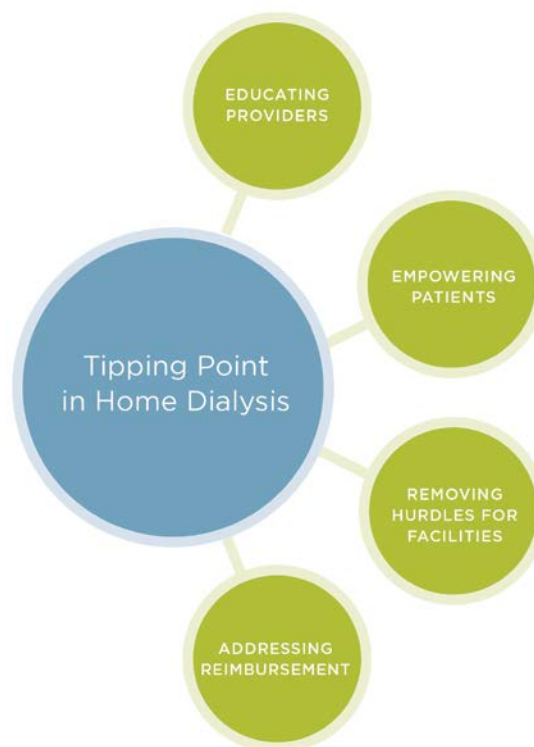 EDUCATING
PROVIDERS
EMPOWERING
PATIENTS
Tipping Point
in Home Dialysis
REMOVING
HURDLES FOR
FACILITIES
ADDRESSING
REIMBURSEMENT